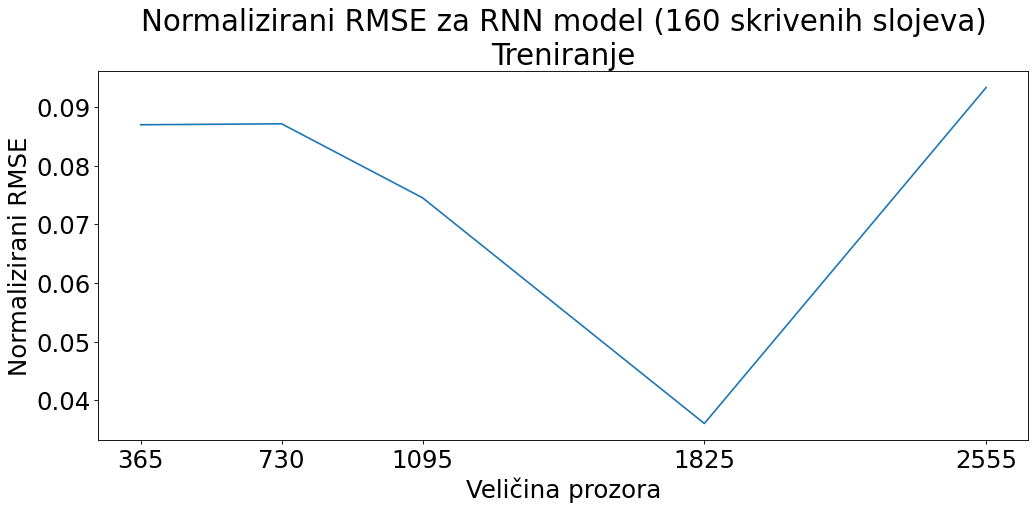 Normalizirani RMSE za RNN model (160 skrivenih slojeva)
Treniranje
Normalizirani RMSE
0.09
0.08
0.07
0.06
0.05
0.04
365 730 1095 1825 2555
Veličina prozora